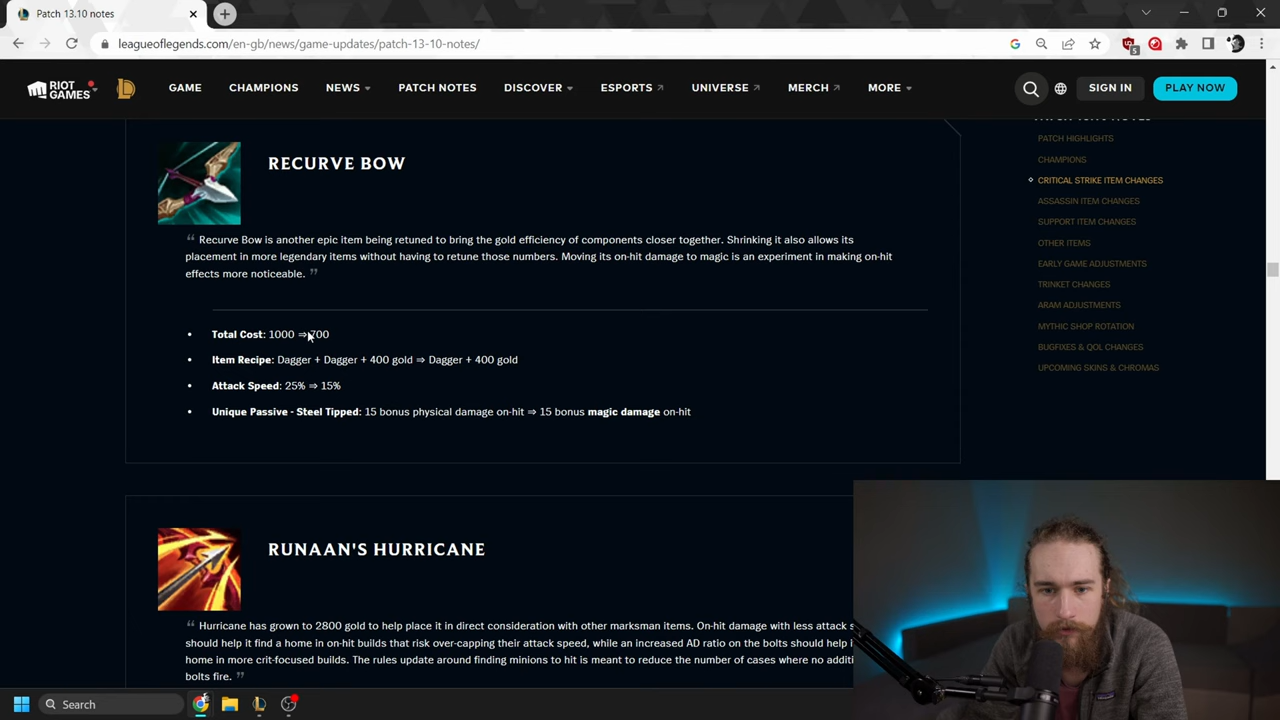 Patch 13.10 notes
leagueoflegends.com/en-gb/news/game-updates/patch-13-10-notes/
5
RIOT GAMES
GAME
CHAMPIONS
NEWS
PATCH NOTES
DISCOVER
ESPORTS
UNIVERSE
MERCH
MORE
SIGN IN
PLAY NOW
RECURVE BOW
“ Recurve Bow is another epic item being retuned to bring the gold efficiency of components closer together. Shrinking it also allows its
placement in more legendary items without having to retune those numbers. Moving its on-hit damage to magic is an experiment in making on-hit
effects more noticeable. ”
• Total Cost: 1000 ⇒ 700
• Item Recipe: Dagger + Dagger + 400 gold ⇒ Dagger + 400 gold
• Attack Speed: 25% ⇒ 15%
• Unique Passive - Steel Tipped: 15 bonus physical damage on-hit ⇒ 15 bonus magic damage on-hit
RUNAAN'S HURRICANE
“ Hurricane has grown to 2800 gold to help place it in direct consideration with other marksman items. On-hit damage with less attack s
should help it find a home in on-hit builds that risk over-capping their attack speed, while an increased AD ratio on the bolts should help i
home in more crit-focused builds. The rules update around finding minions to hit is meant to reduce the number of cases where no additi
bolts fire. ”
PATCH HIGHLIGHTS
CHAMPIONS
CRITICAL STRIKE ITEM CHANGES
ASSASSIN ITEM CHANGES
SUPPORT ITEM CHANGES
OTHER ITEMS
EARLY GAME ADJUSTMENTS
TRINKET CHANGES
ARAM ADJUSTMENTS
MYTHIC SHOP ROTATION
BUGFIXES & QOL CHANGES
UPCOMING SKINS & CHROMAS
Search